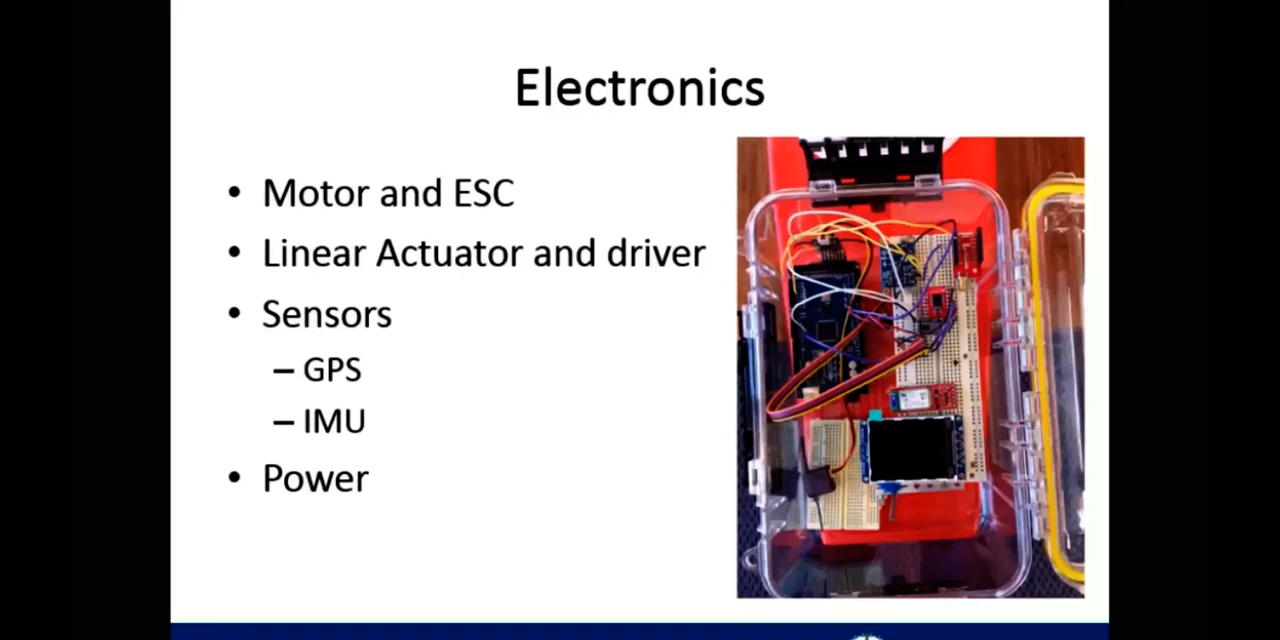 Electronics
• Motor and ESC
• Linear Actuator and driver
• Sensors
– GPS
– IMU
• Power